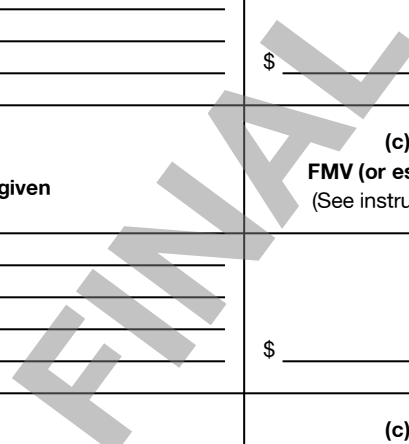 $
(c)
given
FMV (or es
(See instru
$
(c)
FINAL